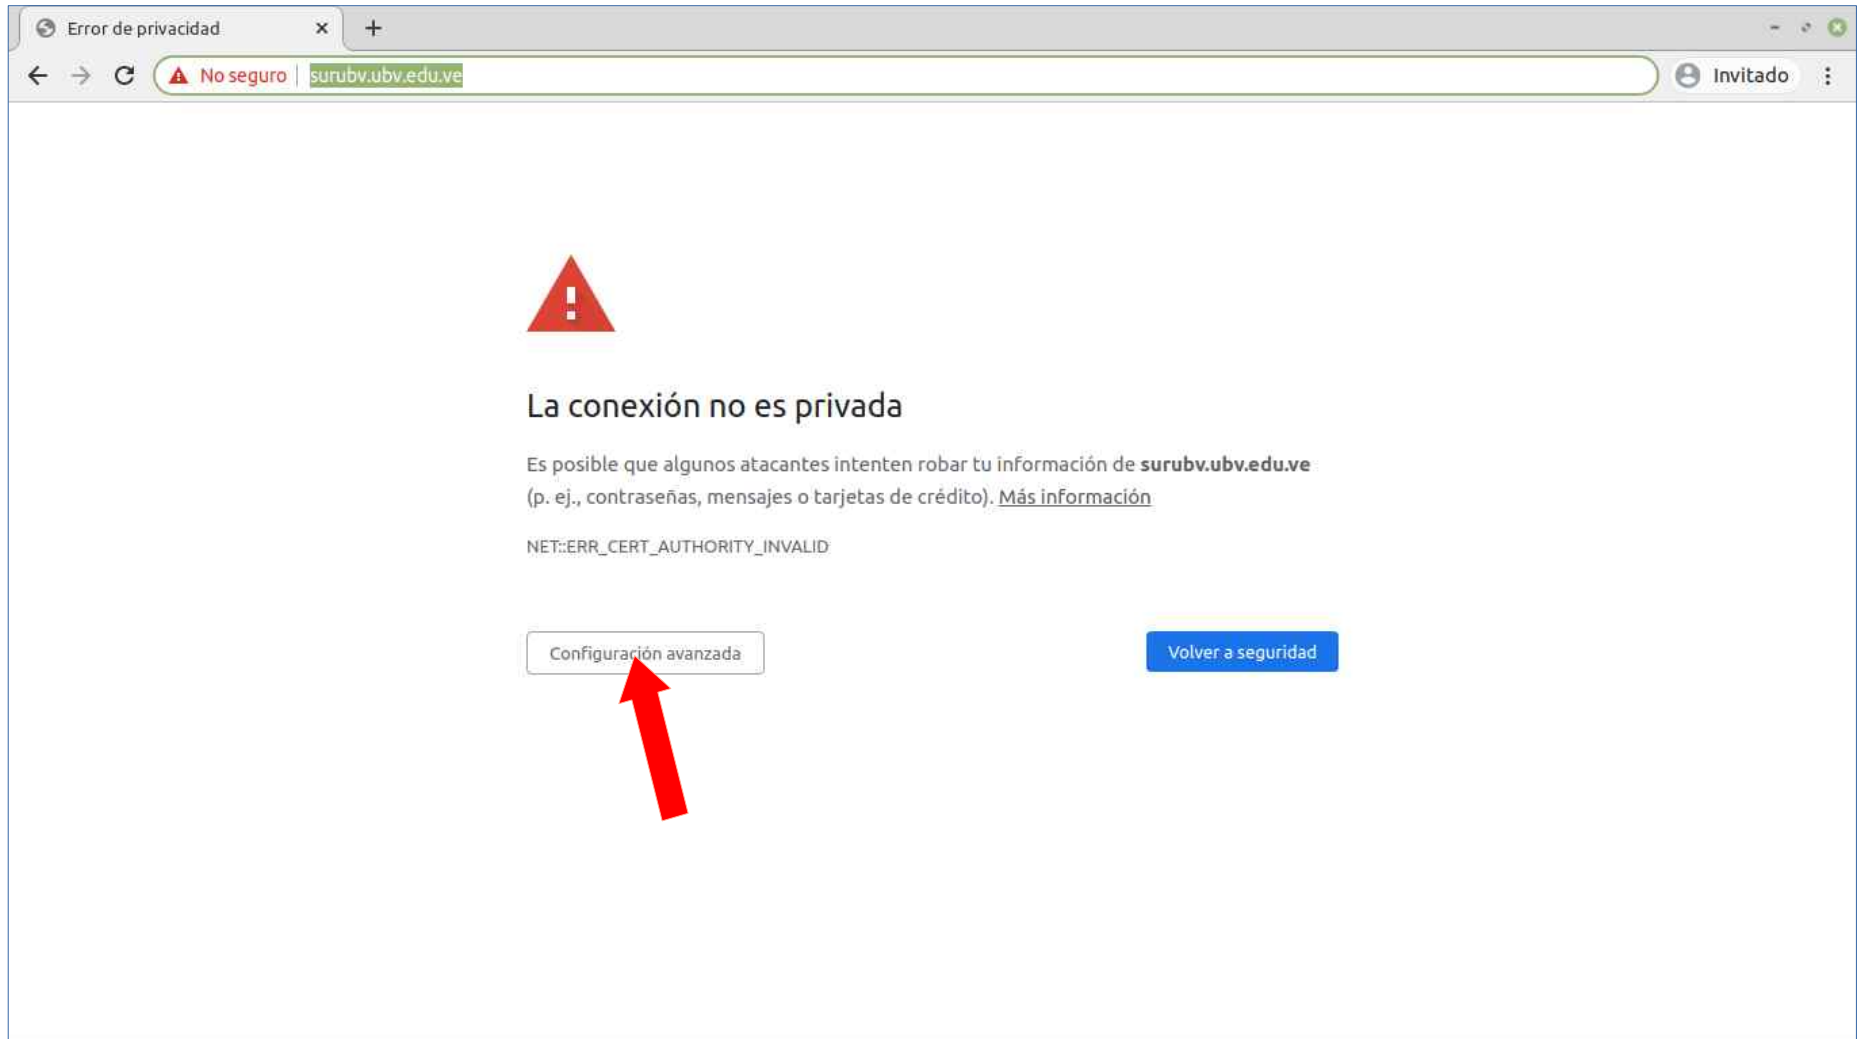 Error de privacidad
No seguro surubv.ubv.edu.ve Invitado
La conexión no es privada
Es posible que algunos atacantes intenten robar tu información de surubv.ubv.edu.ve
(p. ej., contraseñas, mensajes o tarjetas de crédito). Más información
NET::ERR_CERT_AUTHORITY_INVALID
Configuración avanzada Volver a seguridad